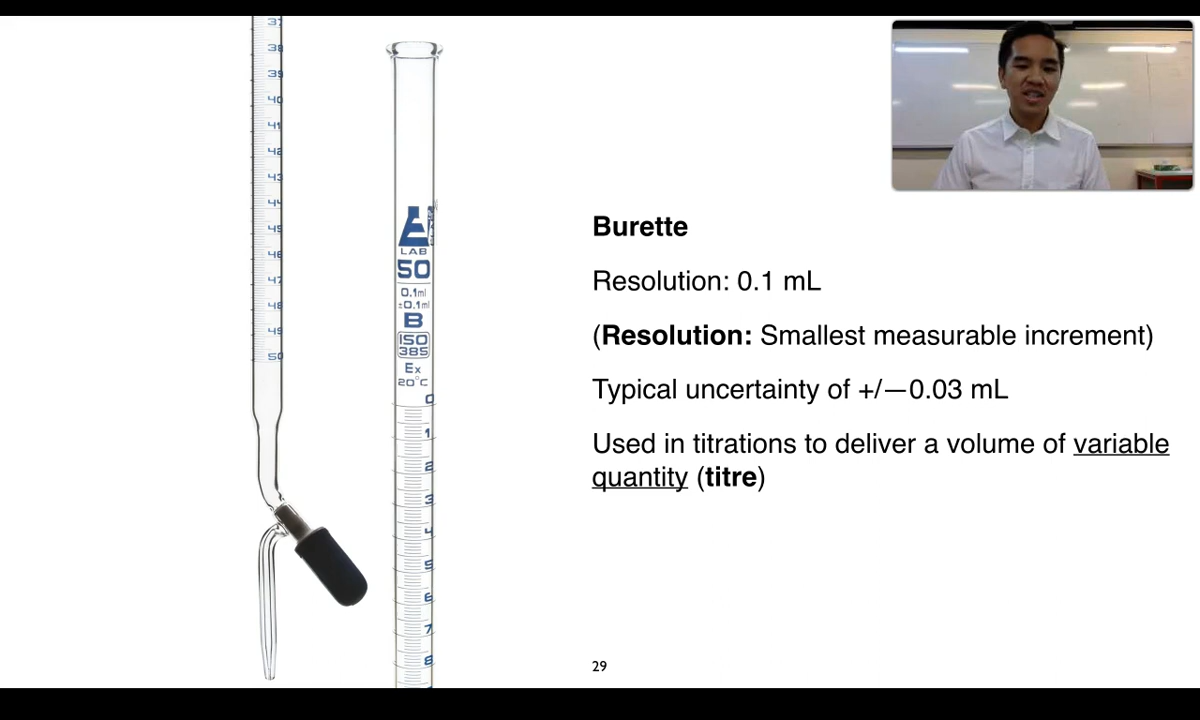 37
38
39
40
41
42
43
44
45
46
47
48
49
50
E
LAB
50
0.1ml
±0.1ml
B
ISO
385
Ex
20°C
0
1
2
3
4
5
6
7
8
Burette
Resolution: 0.1 mL
(Resolution: Smallest measurable increment)
Typical uncertainty of +/—0.03 mL
Used in titrations to deliver a volume of variable
quantity (titre)
29